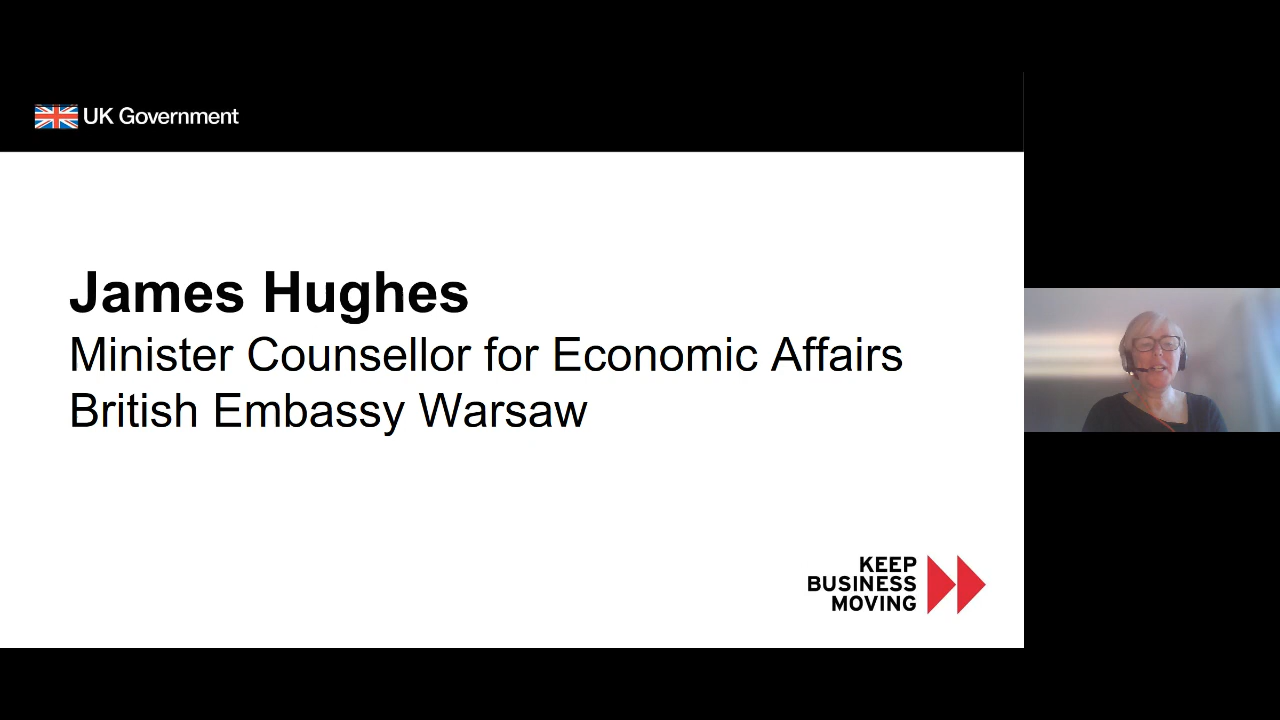 UK Government
James Hughes
Minister Counsellor for Economic Affairs
British Embassy Warsaw
KEEP
BUSINESS
MOVING